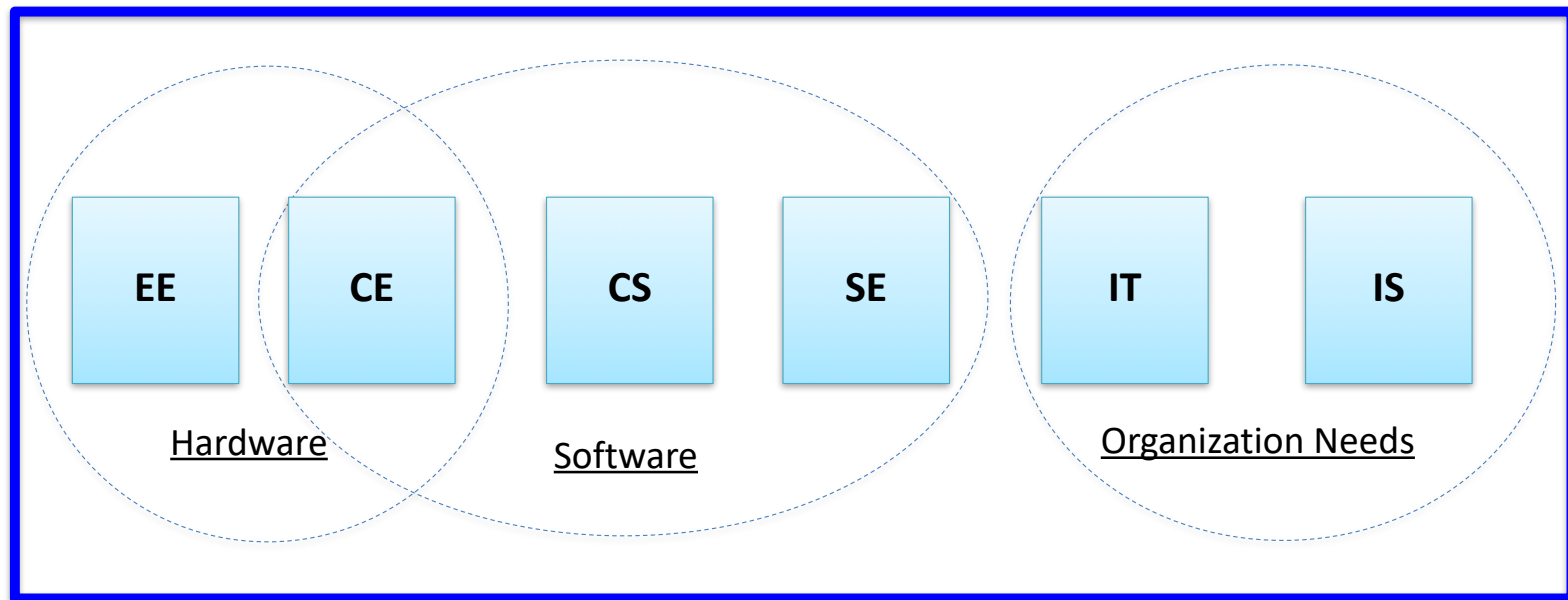 EE
CE
CS
SE
IT
IS
Hardware
Software
Organization Needs